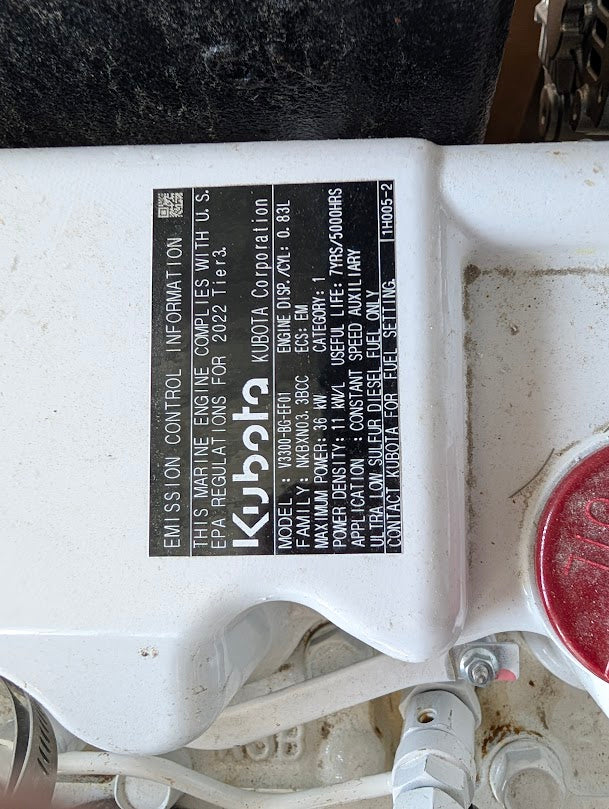 EMISSION CONTROL INFORMATION
THIS MARINE ENGINE COMPLIES WITH U. S.
EPA REGULATIONS FOR 2022 Tier3.
Kubota KUBOTA Corporation
MODEL : V3300-BG-EF01 ENGINE DISP./CYL: 0. 83L
FAMILY: NKBXN03. 3BCC ECS: EM
MAXIMUM POWER: 36 kW CATEGORY: 1
POWER DENSITY: 11 kW/L USEFUL LIFE: 7YRS/5000HRS
APPLICATION : CONSTANT SPEED AUXILIARY
ULTRA LOW SULFUR DIESEL FUEL ONLY
CONTACT KUBOTA FOR FUEL SETTING.
1H005-2